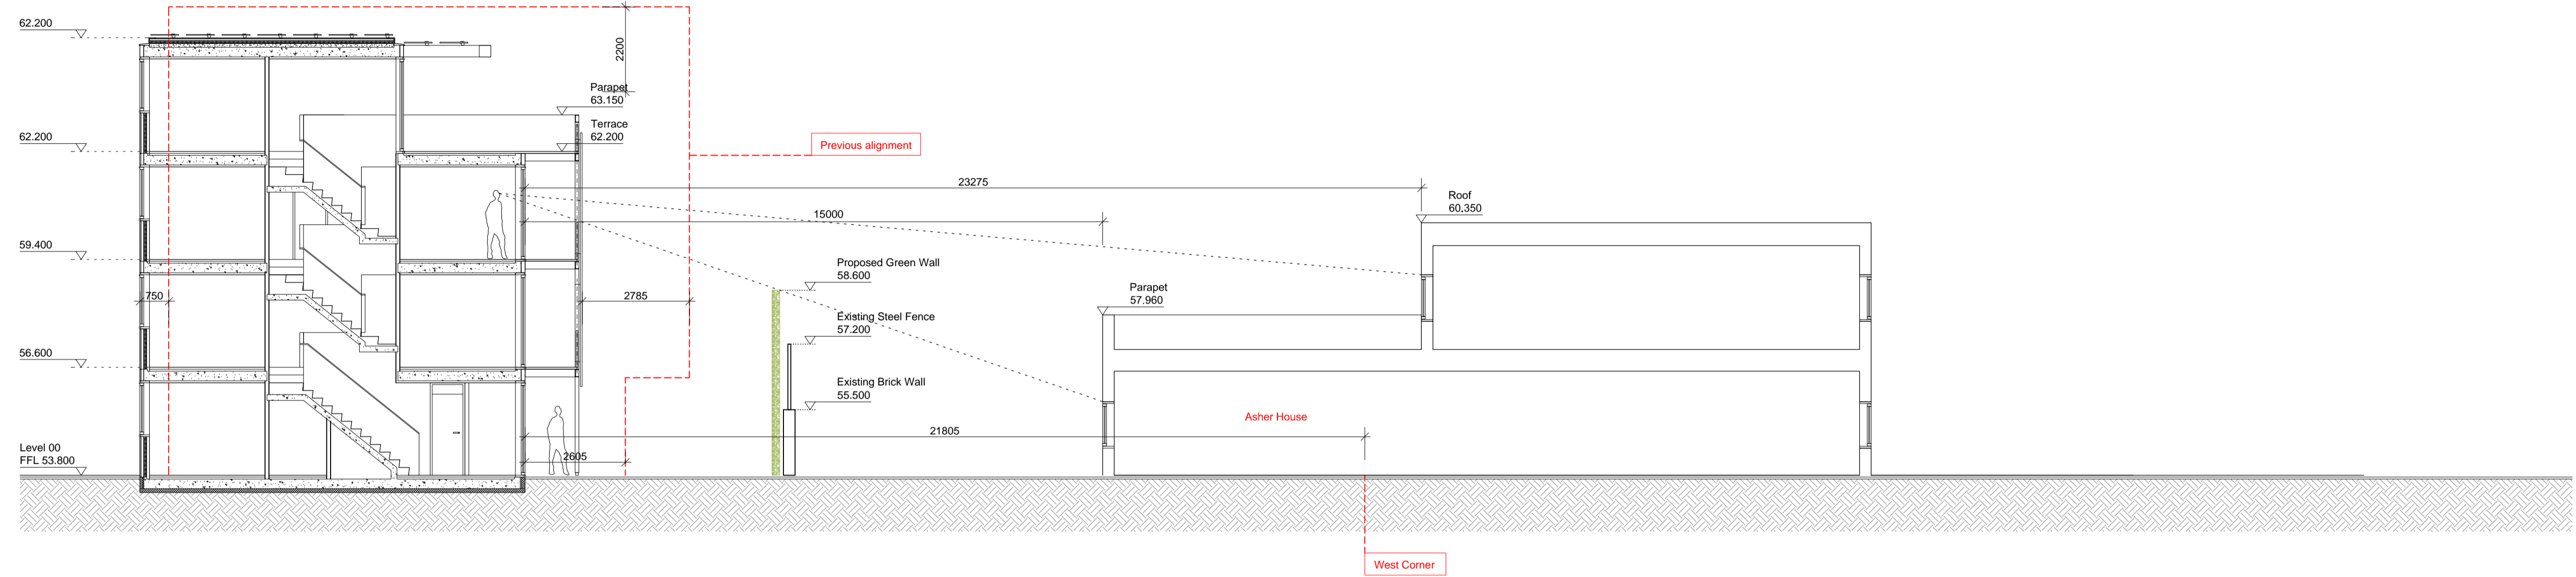 62.200
2200
Parapet
63.150
Terrace
62.200
62.200
Previous alignment
23275
Roof
60.350
15000
59.400
Proposed Green Wall
58.600
750
2785
Parapet
57.960
Existing Steel Fence
57.200
56.600
Existing Brick Wall
55.500
Asher House
21805
Level 00
FFL 53.800
2605
West Corner